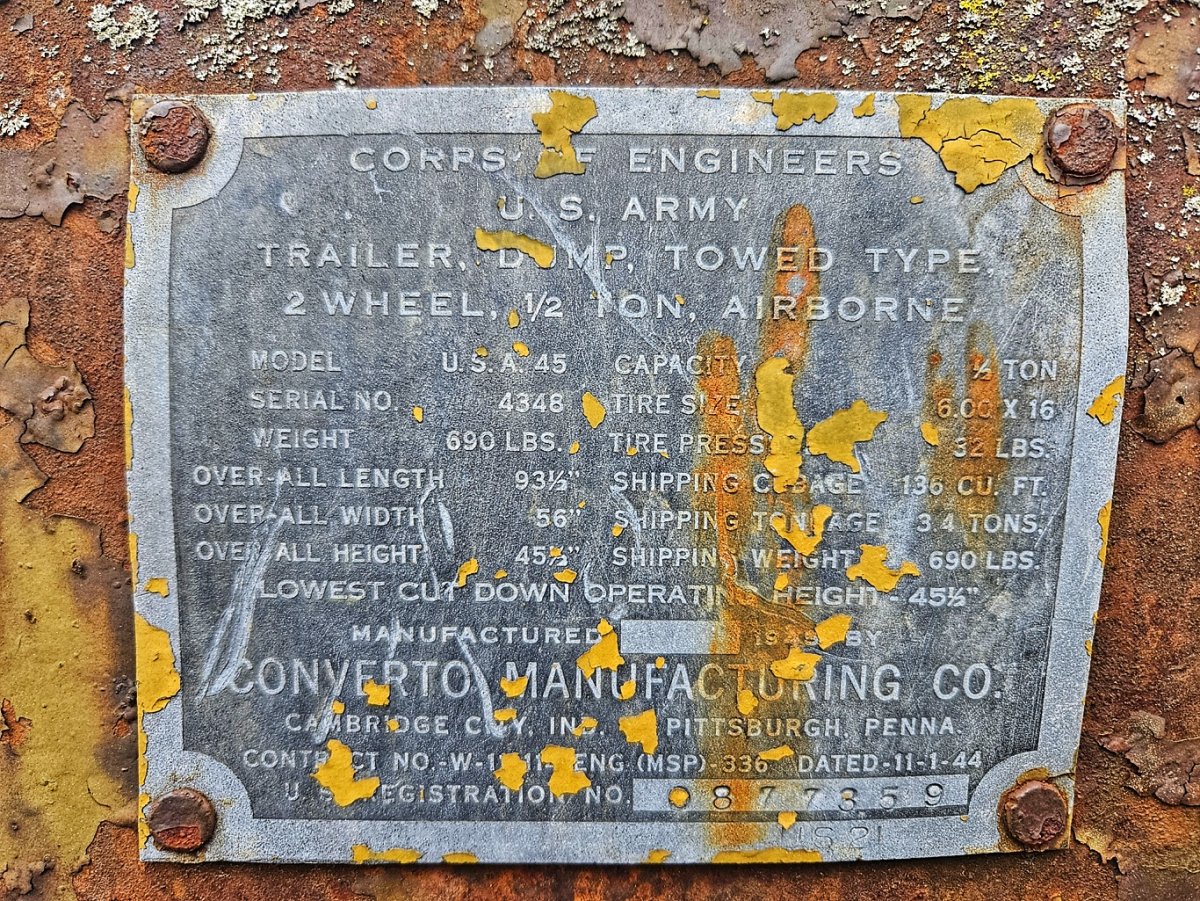 CORPS OF ENGINEERS
U. S. ARMY
TRAILER, DUMP, TOWED TYPE,
2 WHEEL, ½ TON, AIRBORNE
MODEL U.S.A. 45 CAPACITY ½ TON
SERIAL NO. 4348 TIRE SIZE 6.00 X 16
WEIGHT 690 LBS. TIRE PRESS 32 LBS.
OVER-ALL LENGTH 93½" SHIPPING CUBAGE 136 CU. FT.
OVER-ALL WIDTH 56" SHIPPING TONNAGE 3.4 TONS.
OVER-ALL HEIGHT 45½" SHIPPING WEIGHT 690 LBS.
LOWEST CUT DOWN OPERATING HEIGHT - 45½"
MANUFACTURED BY
CONVERTO MANUFACTURING CO.
CAMBRIDGE CITY, IND. PITTSBURGH, PENNA.
CONTRACT ENG (MSP)-336 DATED-11-1-44
U. S. REGISTRATION NO.